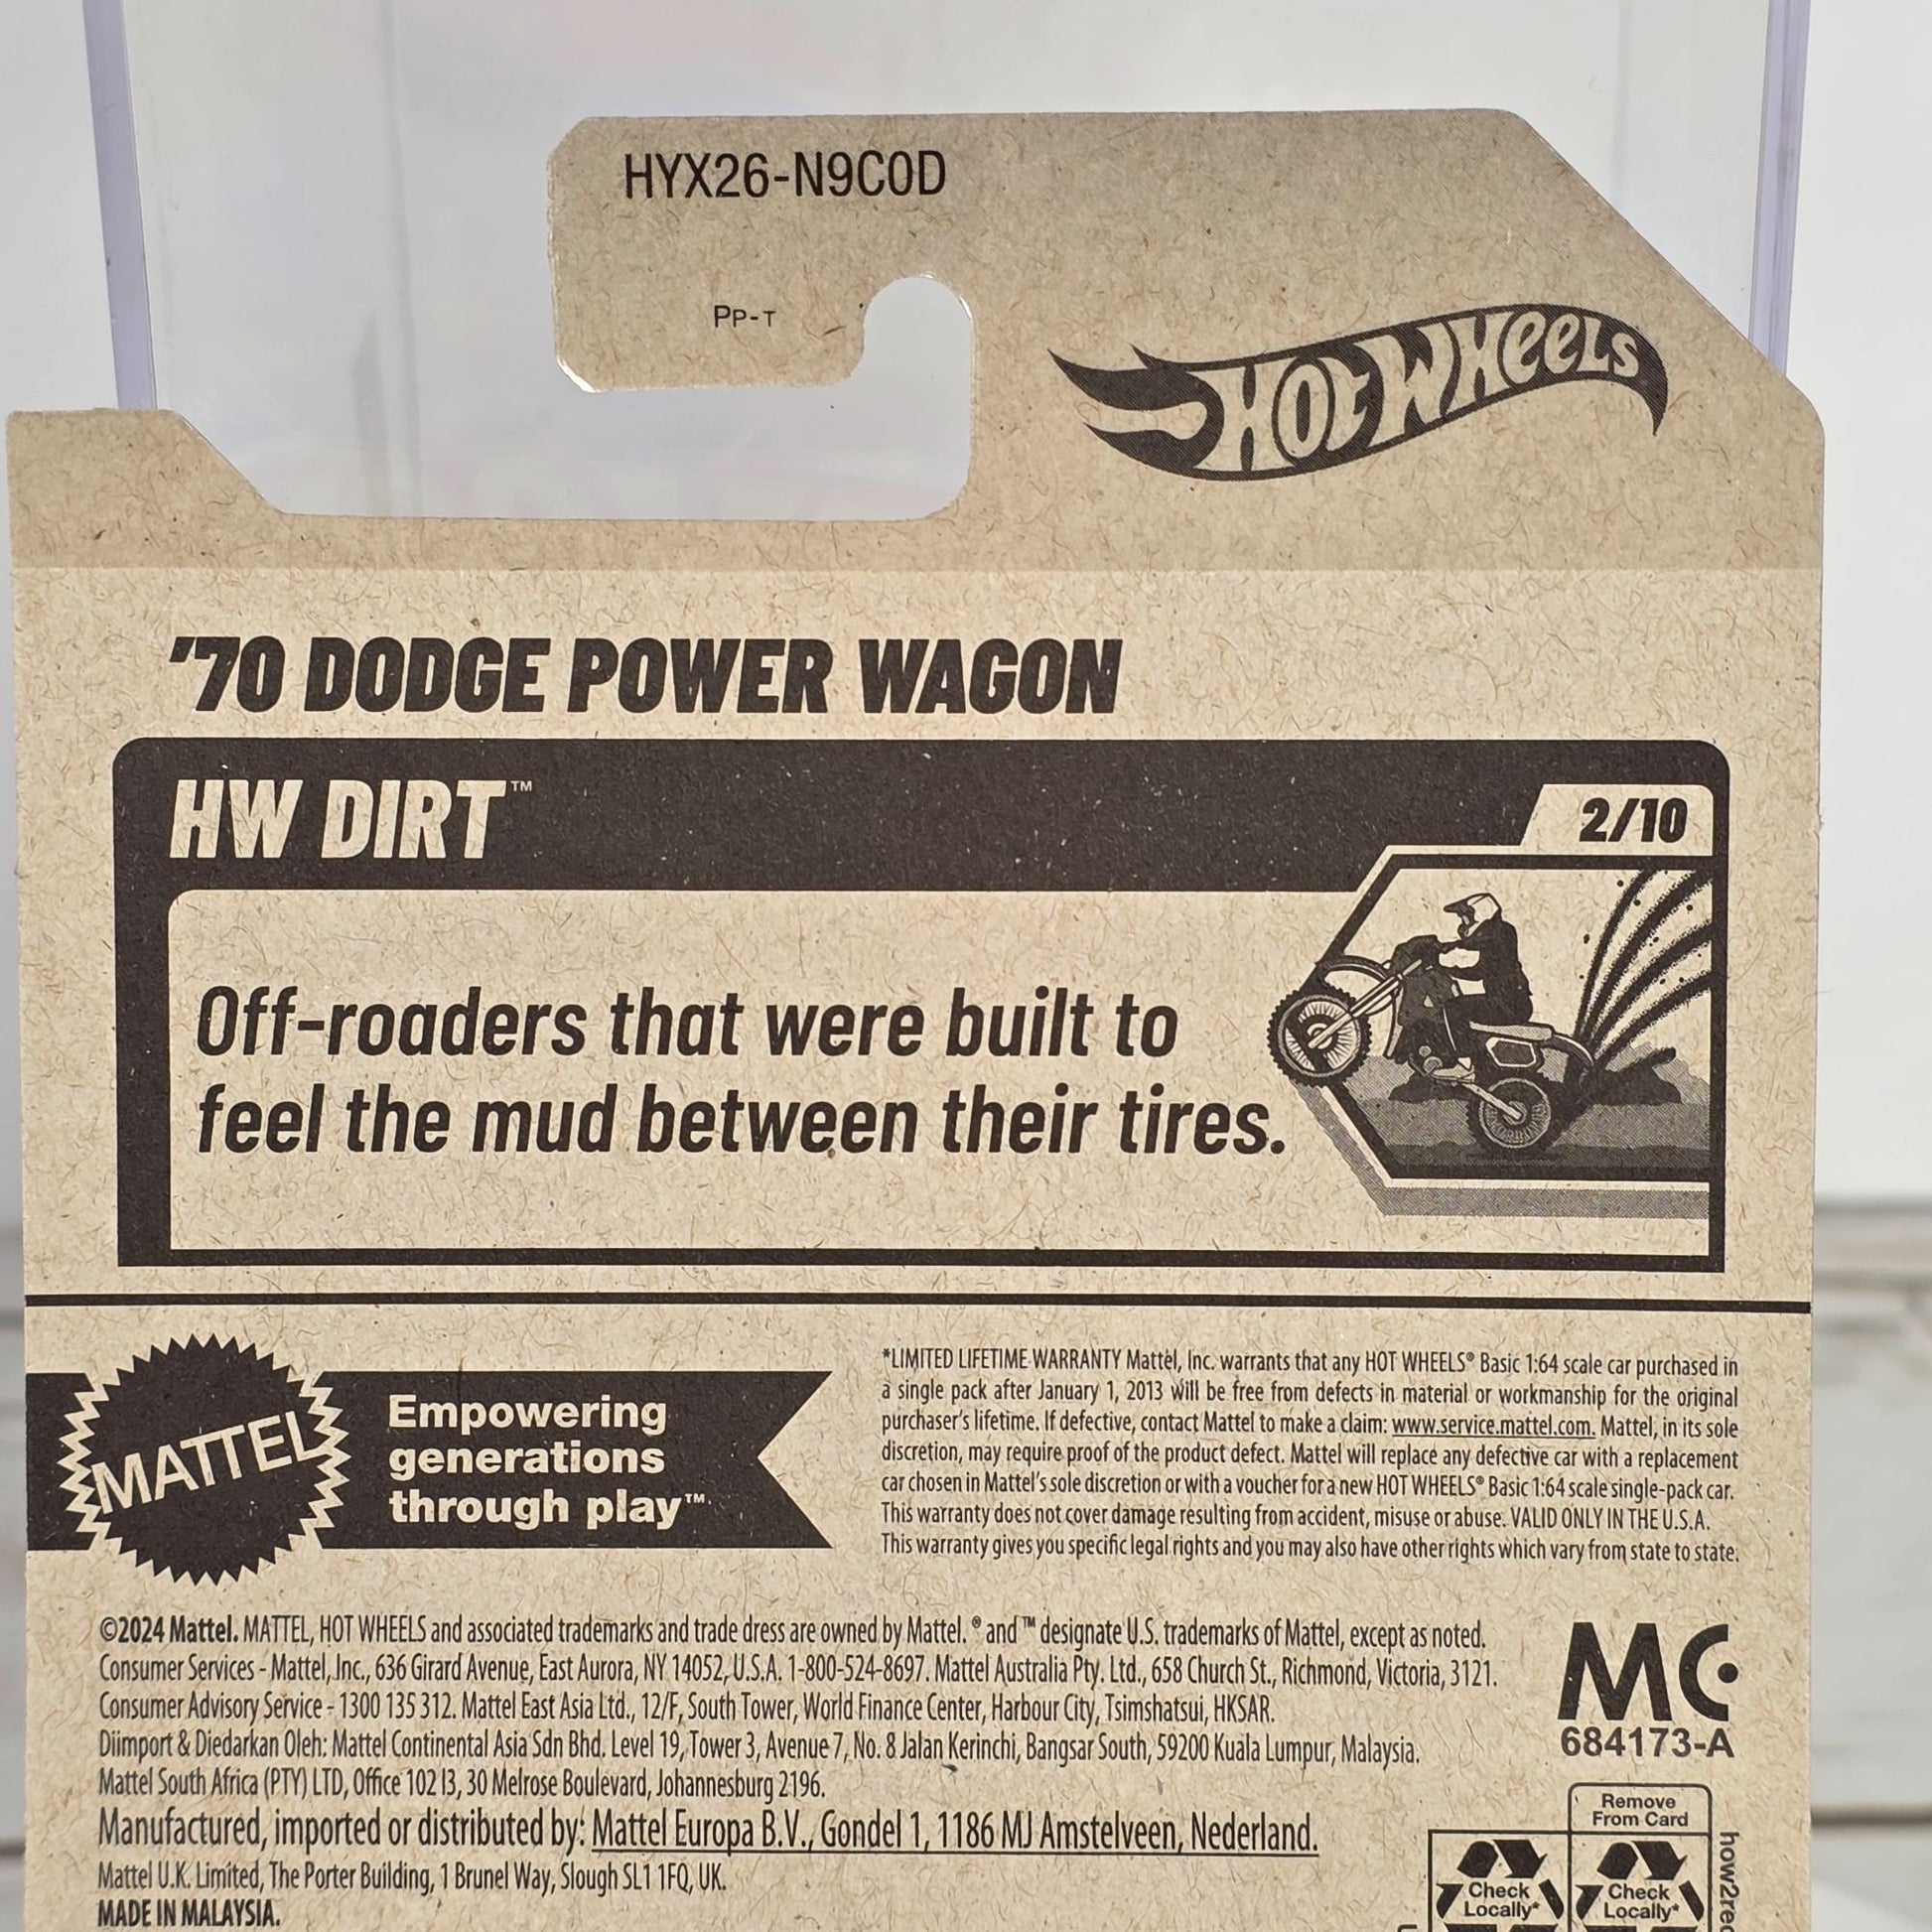 HYX26-N9C0D
PP-T
HOT WHEELS
'70 DODGE POWER WAGON
HW DIRT™
2/10
Off-roaders that were built to
feel the mud between their tires.
MATTEL
Empowering
generations
through play™
*LIMITED LIFETIME WARRANTY Mattel, Inc. warrants that any HOT WHEELS® Basic 1:64 scale car purchased in
a single pack after January 1, 2013 will be free from defects in material or workmanship for the original
purchaser's lifetime. If defective, contact Mattel to make a claim: www.service.mattel.com. Mattel, in its sole
discretion, may require proof of the product defect. Mattel will replace any defective car with a replacement
car chosen in Mattel's sole discretion or with a voucher for a new HOT WHEELS® Basic 1:64 scale single-pack car.
This warranty does not cover damage resulting from accident, misuse or abuse. VALID ONLY IN THE U.S.A.
This warranty gives you specific legal rights and you may also have other rights which vary from state to state.
©2024 Mattel. MATTEL, HOT WHEELS and associated trademarks and trade dress are owned by Mattel. ® and ™ designate U.S. trademarks of Mattel, except as noted.
Consumer Services - Mattel, Inc., 636 Girard Avenue, East Aurora, NY 14052, U.S.A. 1-800-524-8697. Mattel Australia Pty. Ltd., 658 Church St., Richmond, Victoria, 3121.
Consumer Advisory Service - 1300 135 312. Mattel East Asia Ltd., 12/F, South Tower, World Finance Center, Harbour City, Tsimshatsui, HKSAR.
Diimport & Diedarkan Oleh: Mattel Continental Asia Sdn Bhd. Level 19, Tower 3, Avenue 7, No. 8 Jalan Kerinchi, Bangsar South, 59200 Kuala Lumpur, Malaysia.
Mattel South Africa (PTY) LTD, Office 102 I3, 30 Melrose Boulevard, Johannesburg 2196.
Manufactured, imported or distributed by: Mattel Europa B.V., Gondel 1, 1186 MJ Amstelveen, Nederland.
Mattel U.K. Limited, The Porter Building, 1 Brunel Way, Slough SL1 1FQ, UK.
MADE IN MALAYSIA.
MC
684173-A
Remove
From Card
Check
Locally*
Check
Locally*